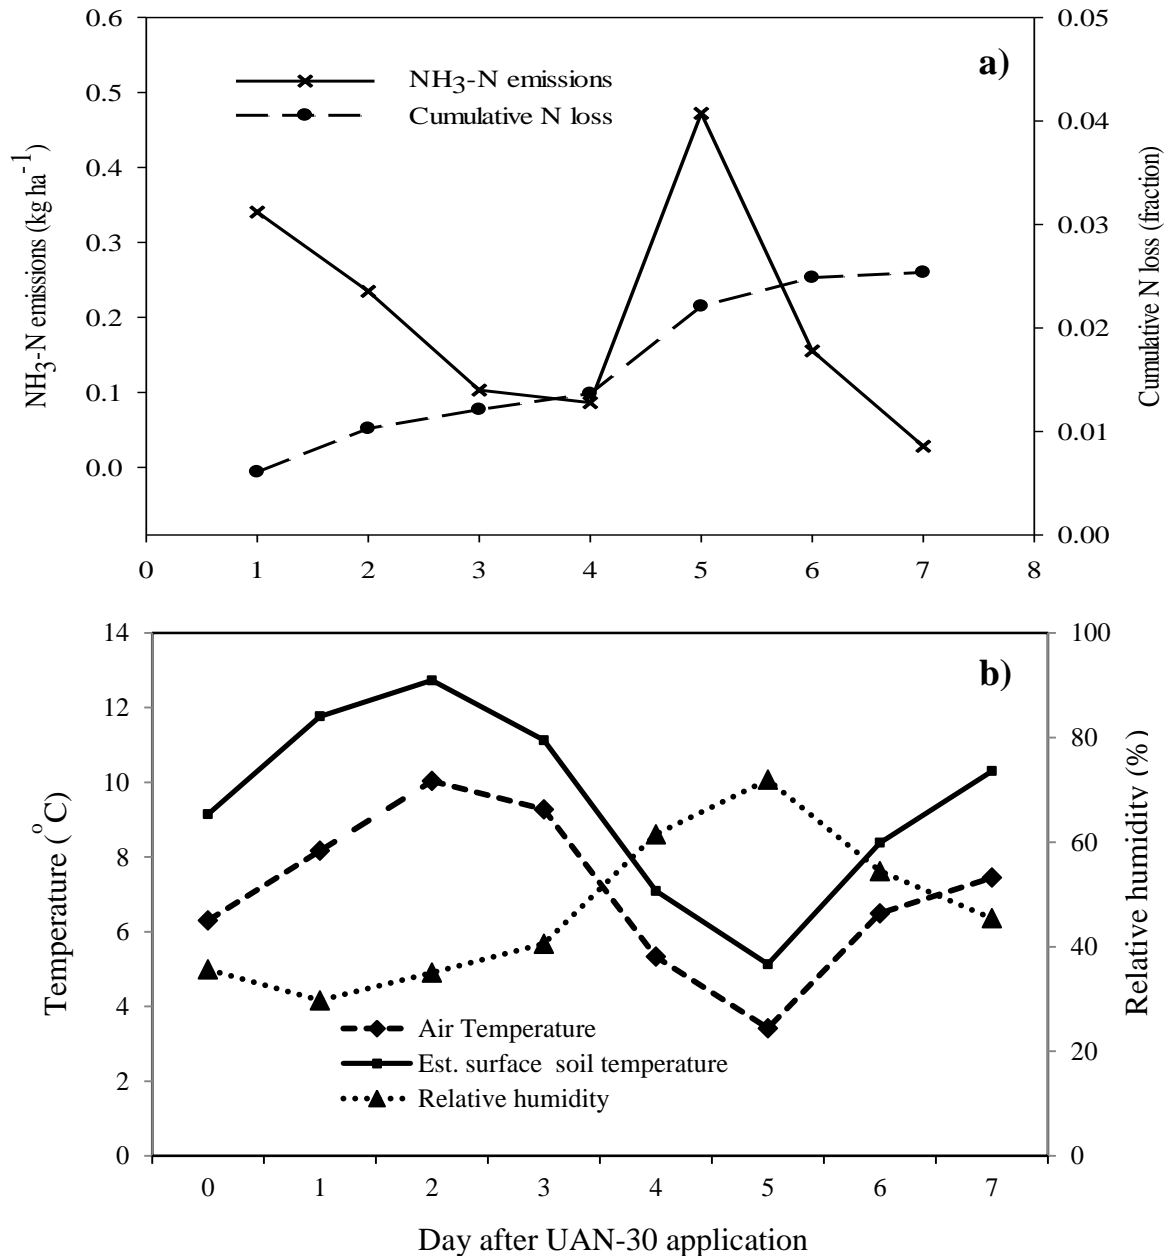 0.6
0.5
0.4
0.3
0.2
0.1
0.0
NH3-N emissions (kg ha-1)
a)
NH3-N emissions
Cumulative N loss
0.05
0.04
0.03
0.02
0.01
0.00
Cumulative N loss (fraction)
0 1 2 3 4 5 6 7 8
14
12
10
8
6
4
2
0
Temperature (oC)
b)
Air Temperature
Est. surface soil temperature
Relative humidity
100
80
60
40
20
0
Relative humidity (%)
0 1 2 3 4 5 6 7
Day after UAN-30 application